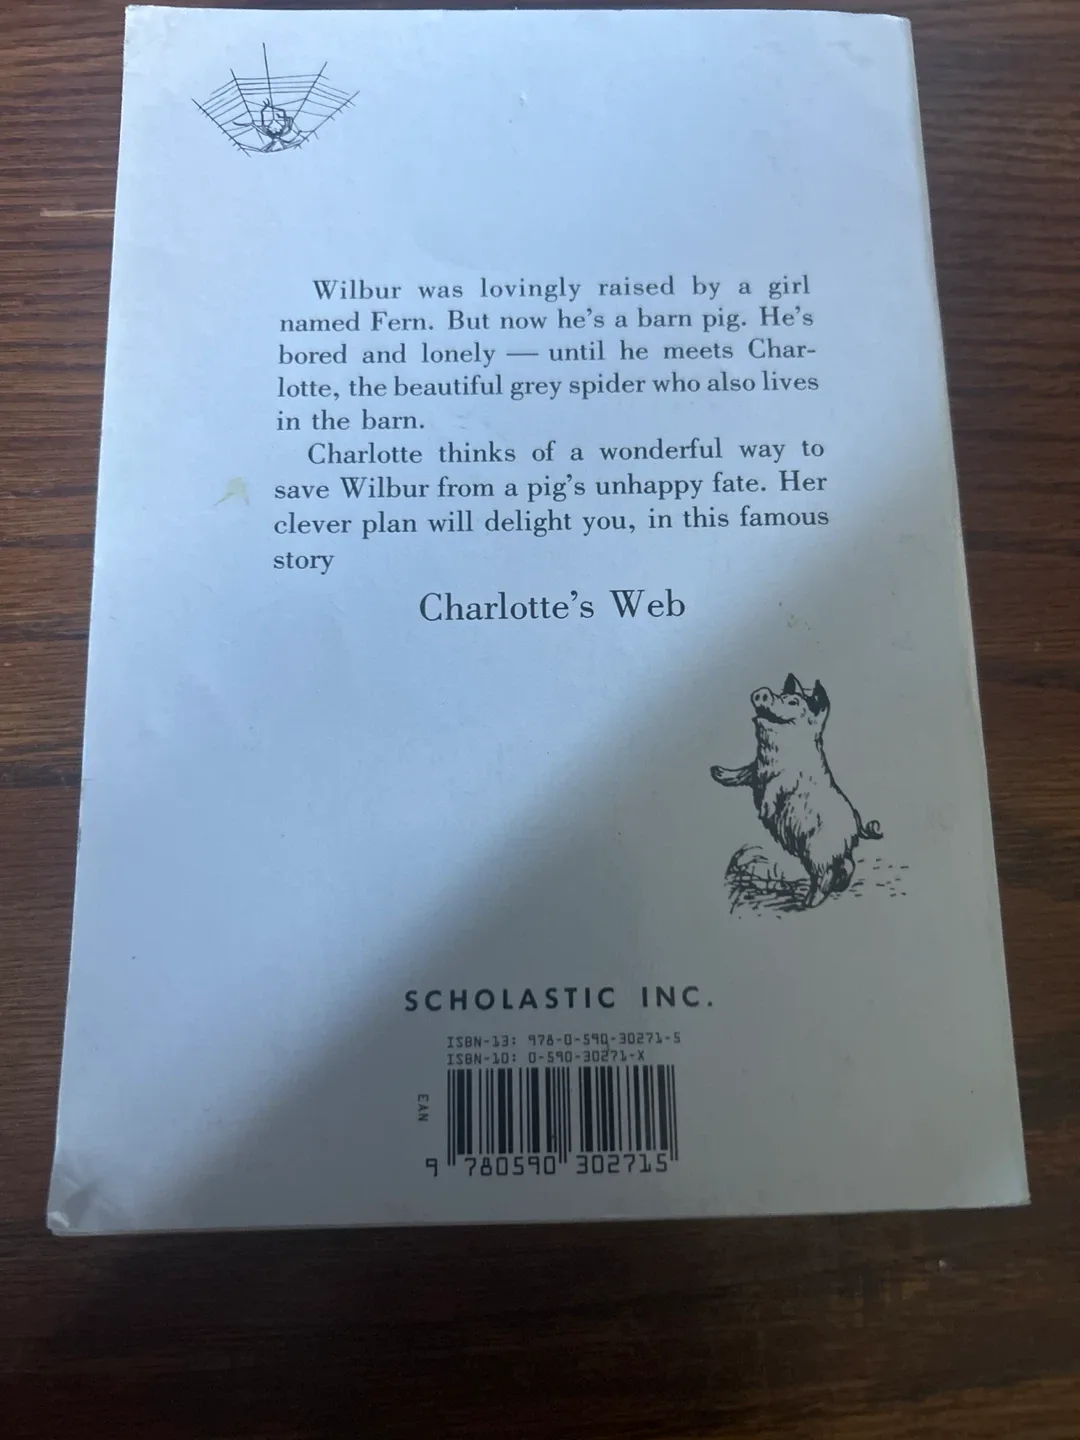 Wilbur was lovingly raised by a girl
named Fern. But now he's a barn pig. He's
bored and lonely — until he meets Char-
lotte, the beautiful grey spider who also lives
in the barn.
Charlotte thinks of a wonderful way to
save Wilbur from a pig's unhappy fate. Her
clever plan will delight you, in this famous
story
Charlotte's Web
SCHOLASTIC INC.
ISBN-13: 978-0-590-30271-5
ISBN-10: 0-590-30271-X
EAN
9 780590 302715